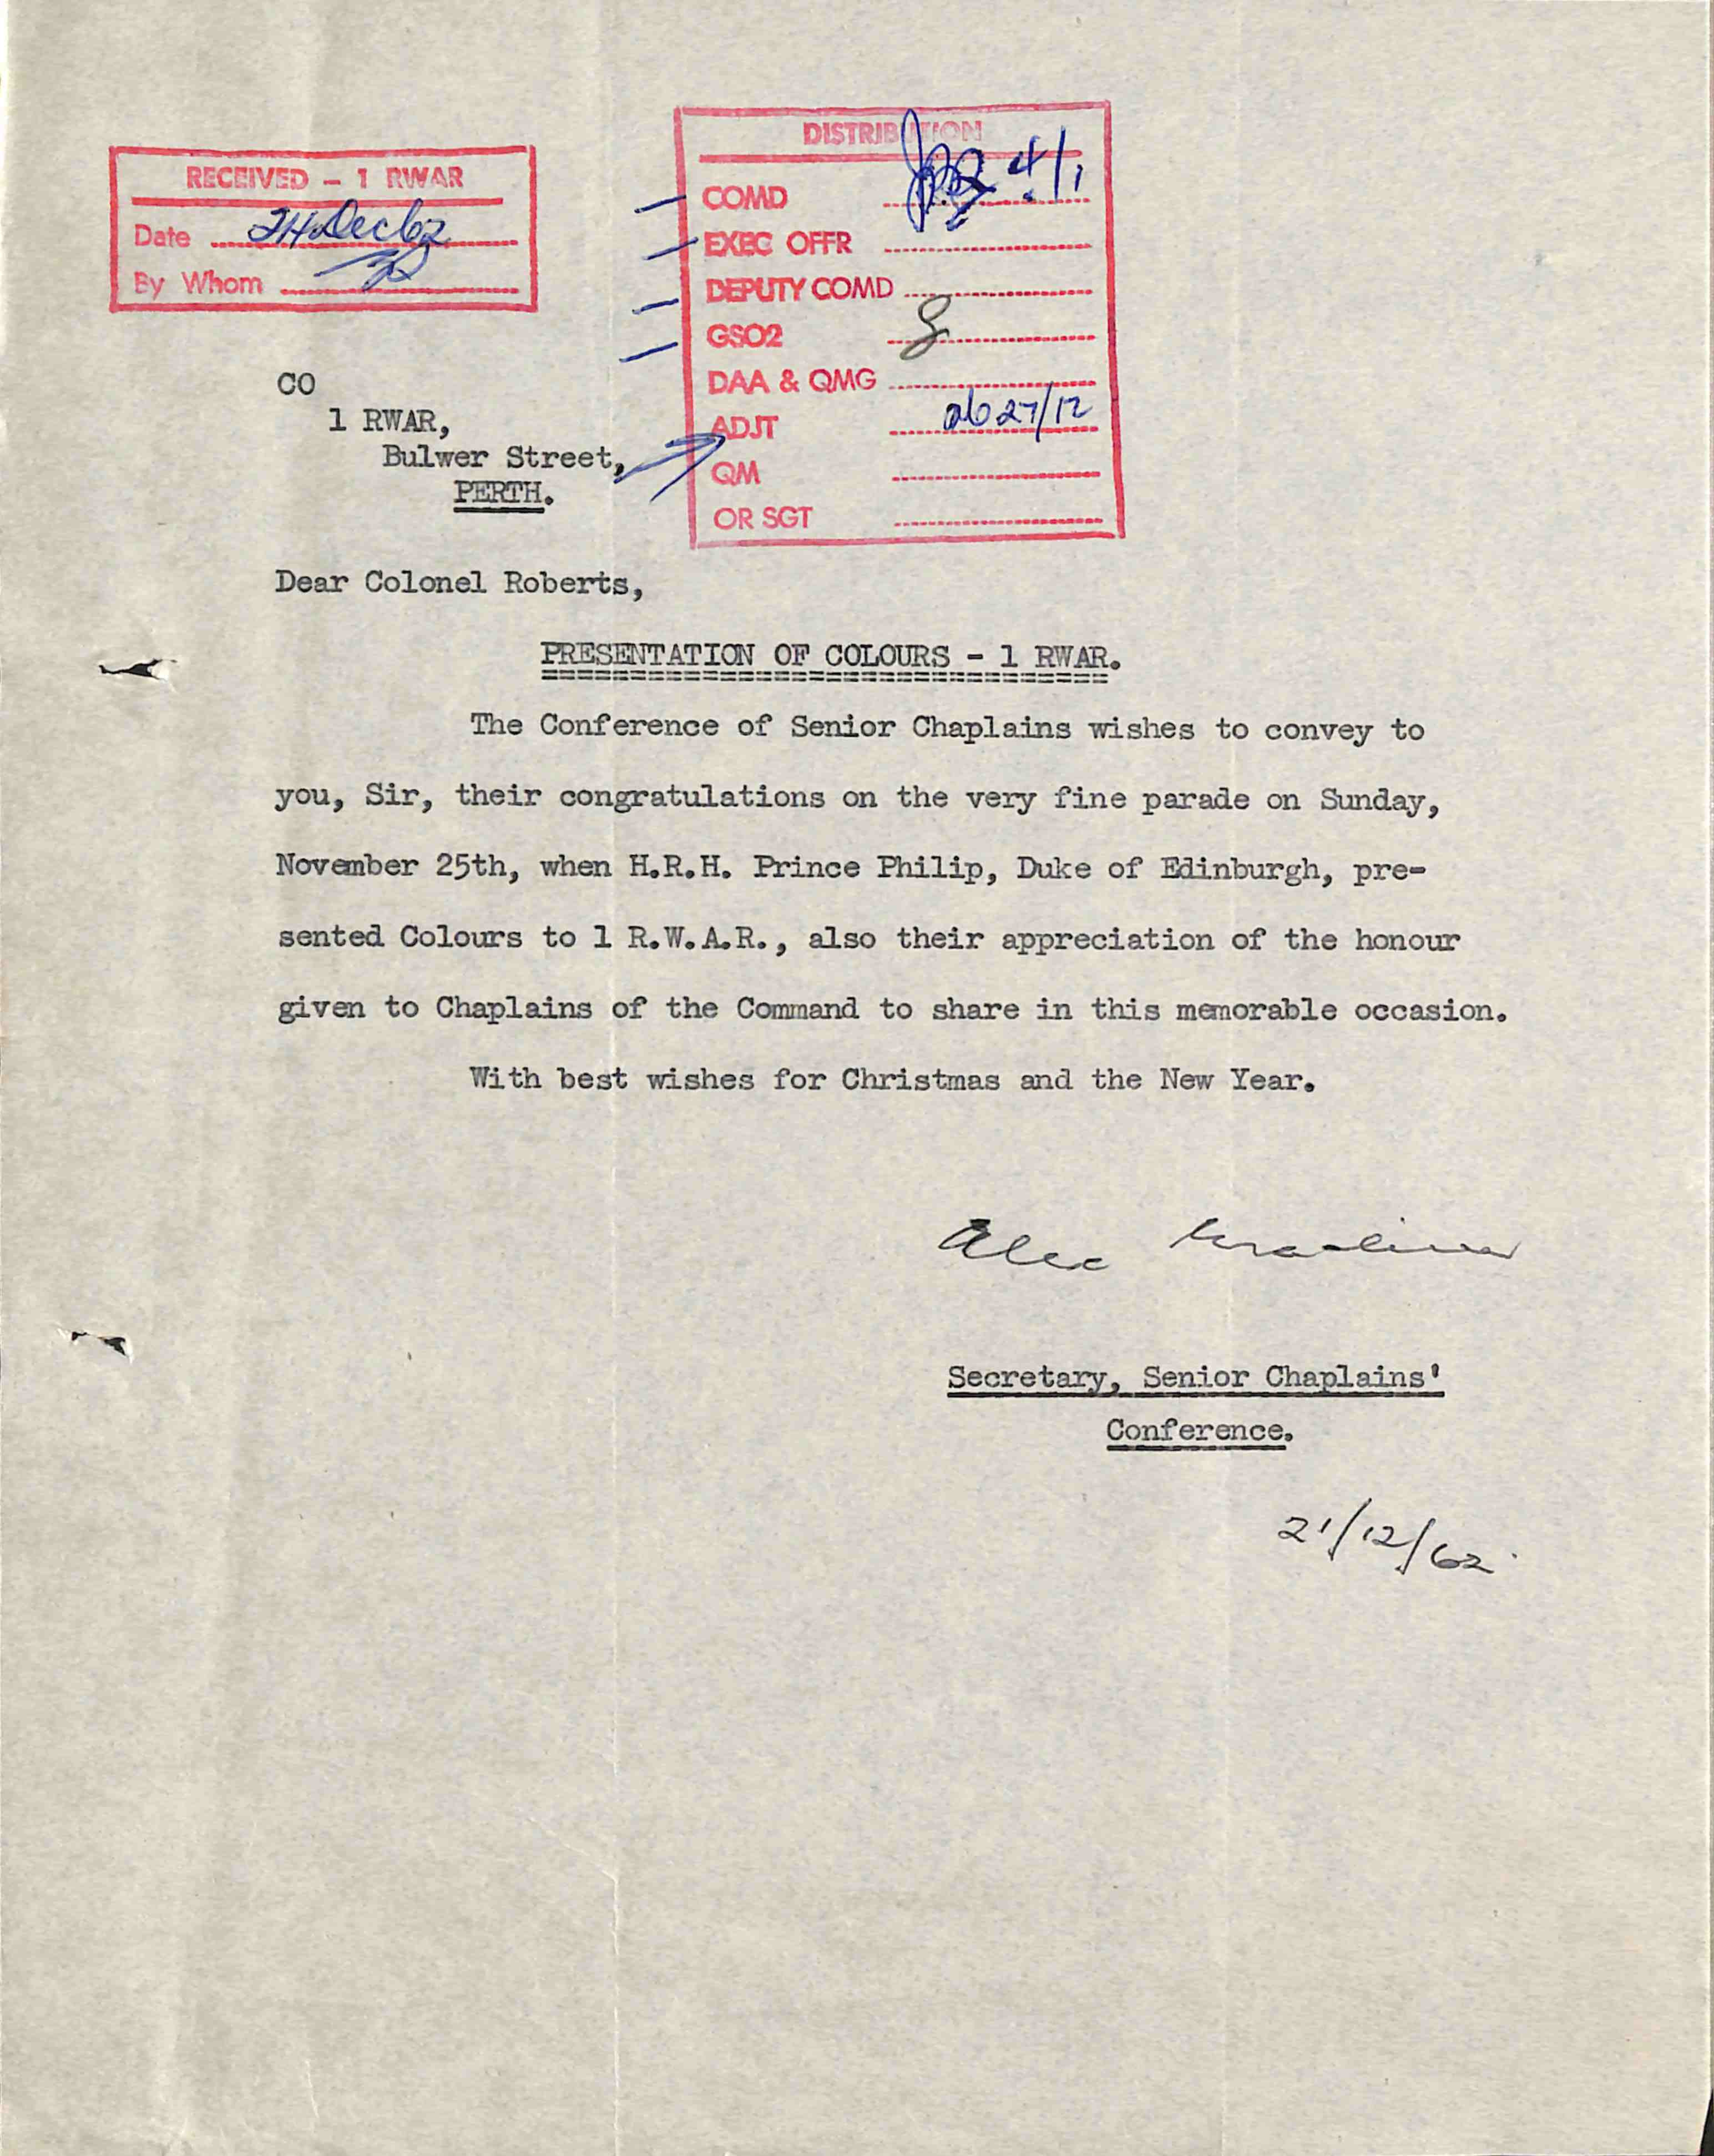 RECEIVED - 1 RWAR
Date 24 Dec 62
By Whom
DISTRIBUTION
COMD 4/1
EXEC OFFR
DEPUTY COMD
GSO2
DAA & QMG
ADJT 27/12
QM
OR SGT
CO
1 RWAR,
Bulwer Street,
PERTH.
Dear Colonel Roberts,
PRESENTATION OF COLOURS - 1 RWAR.
The Conference of Senior Chaplains wishes to convey to
you, Sir, their congratulations on the very fine parade on Sunday,
November 25th, when H.R.H. Prince Philip, Duke of Edinburgh, pre-
sented Colours to 1 R.W.A.R., also their appreciation of the honour
given to Chaplains of the Command to share in this memorable occasion.
With best wishes for Christmas and the New Year.
Alec
Secretary, Senior Chaplains'
Conference.
21/12/62